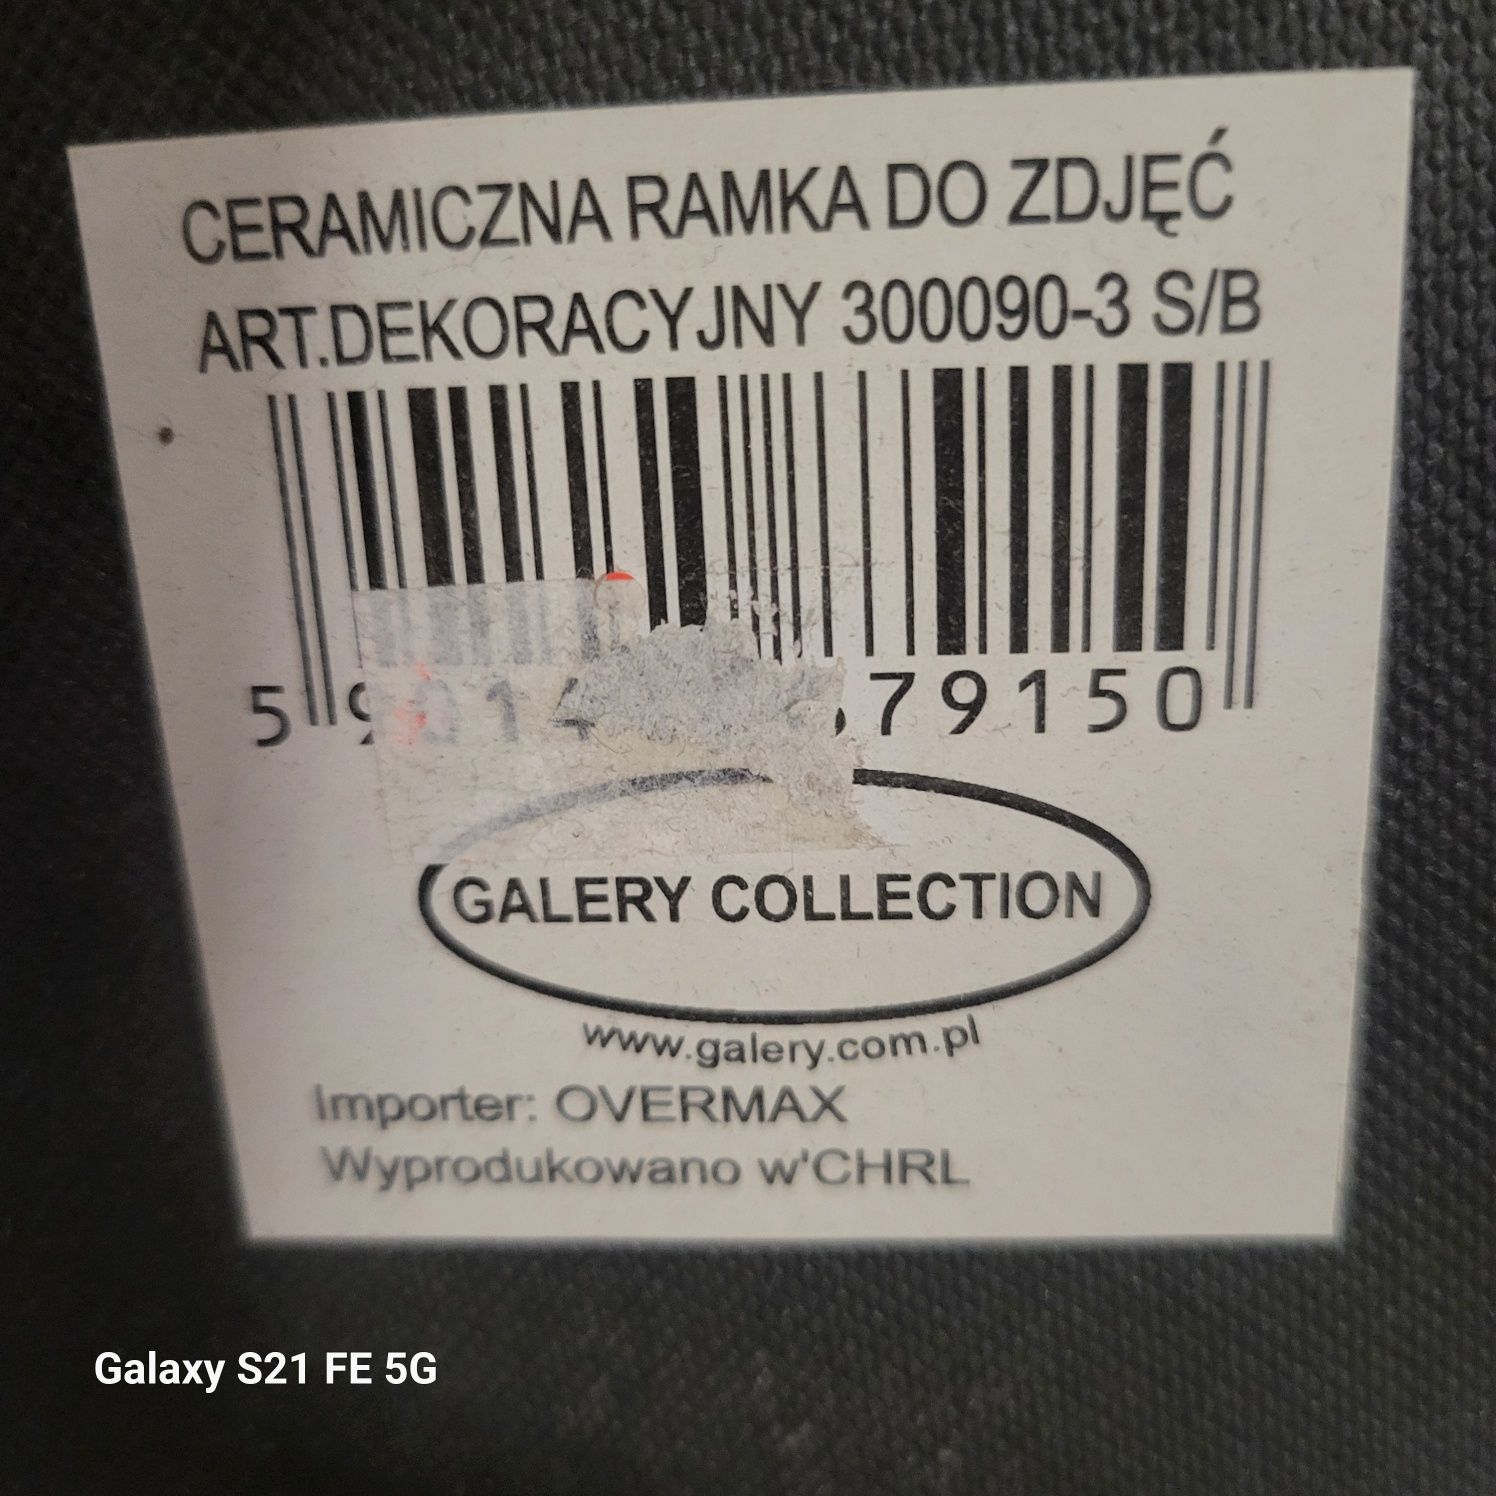 CERAMICZNA RAMKA DO ZDJĘĆ
ART.DEKORACYJNY 300090-3 S/B
GALERY COLLECTION
www.galery.com.pl
Importer: OVERMAX
Wyprodukowano w'CHRL
Galaxy S21 FE 5G